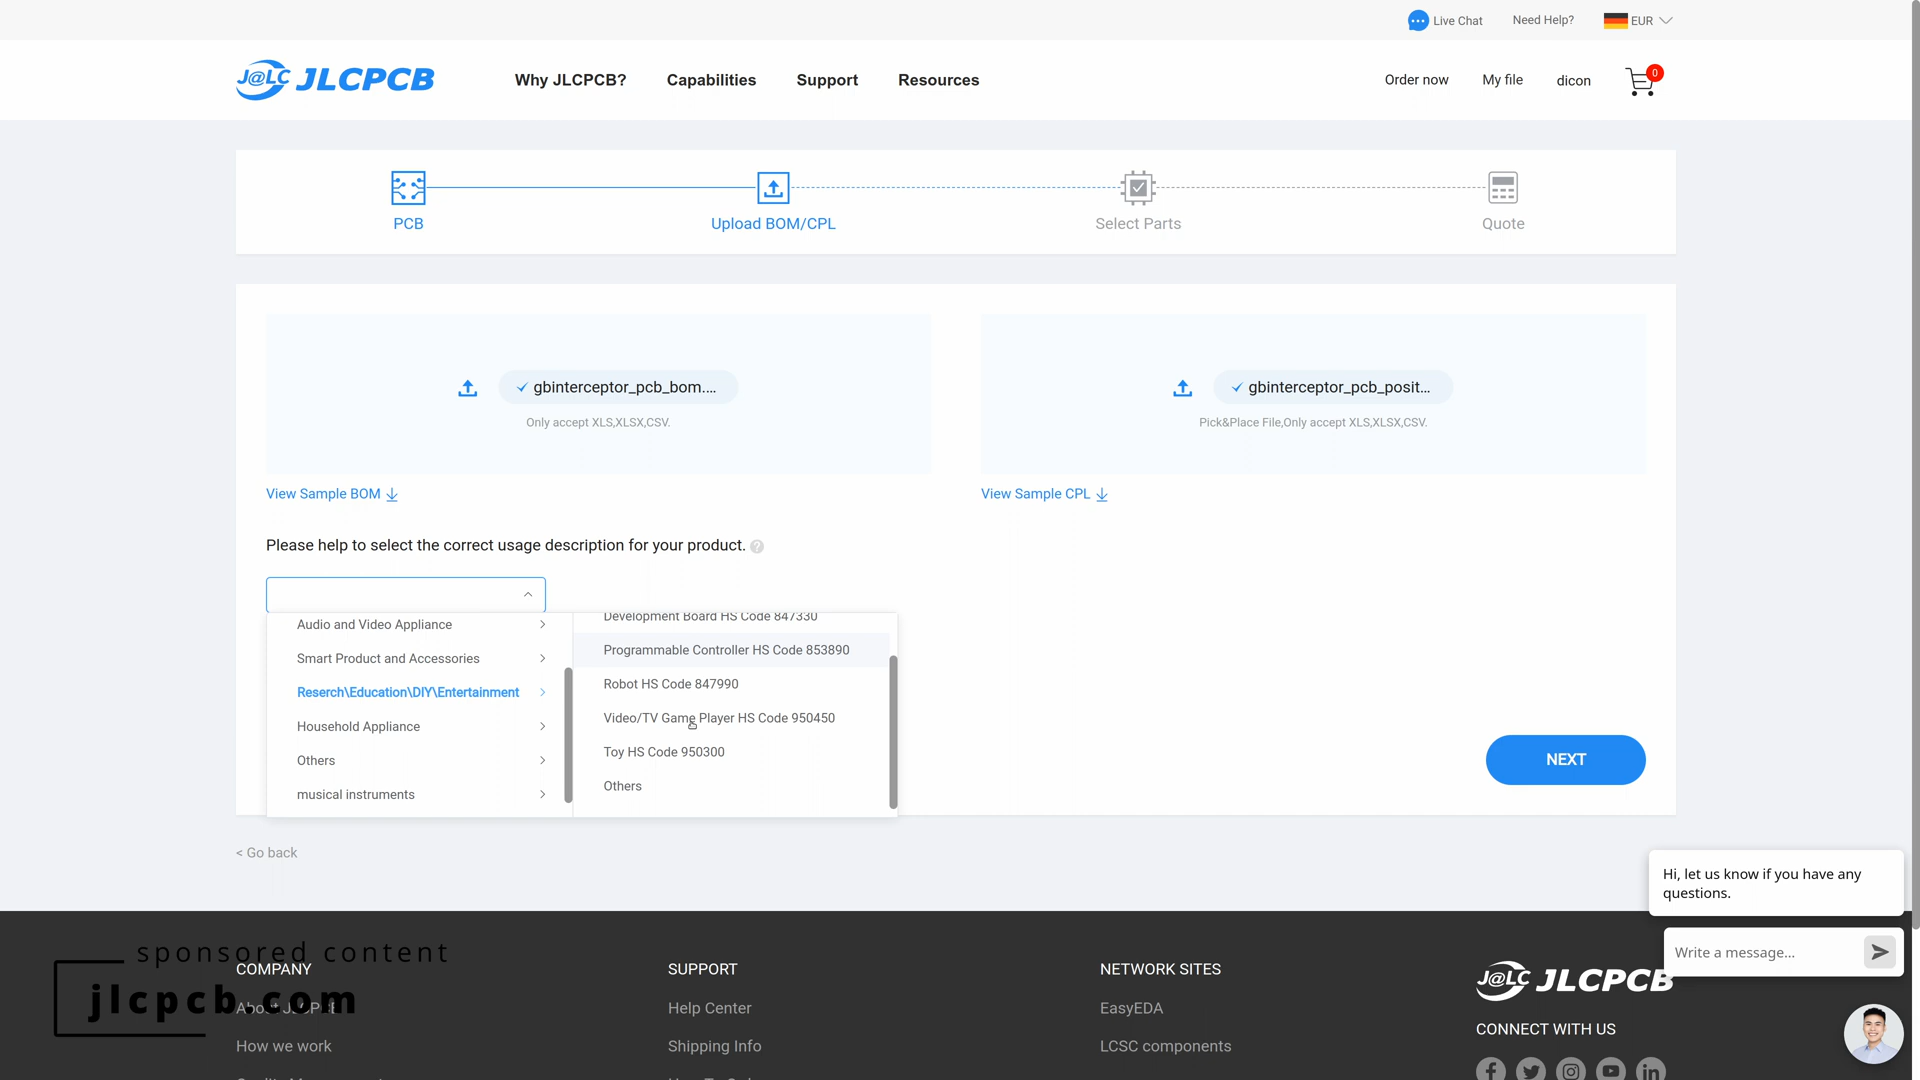 Live Chat
Need Help?
EUR
J@LC JLCPCB
Why JLCPCB?
Capabilities
Support
Resources
Order now
My file
dicon
0
PCB
Upload BOM/CPL
Select Parts
Quote
gbinterceptor_pcb_bom....
Only accept XLS,XLSX,CSV.
gbinterceptor_pcb_posit...
Pick&Place File,Only accept XLS,XLSX,CSV.
View Sample BOM
View Sample CPL
Please help to select the correct usage description for your product. ?
Audio and Video Appliance
Smart Product and Accessories
Reserch\Education\DIY\Entertainment
Household Appliance
Others
musical instruments
Development Board HS Code 847330
Programmable Controller HS Code 853890
Robot HS Code 847990
Video/TV Game Player HS Code 950450
Toy HS Code 950300
Others
NEXT
< Go back
Hi, let us know if you have any
questions.
Write a message...
sponsored content
jlcpcb.com
COMPANY
About JLCPCB
How we work
SUPPORT
Help Center
Shipping Info
NETWORK SITES
EasyEDA
LCSC components
J@LC JLCPCB
CONNECT WITH US